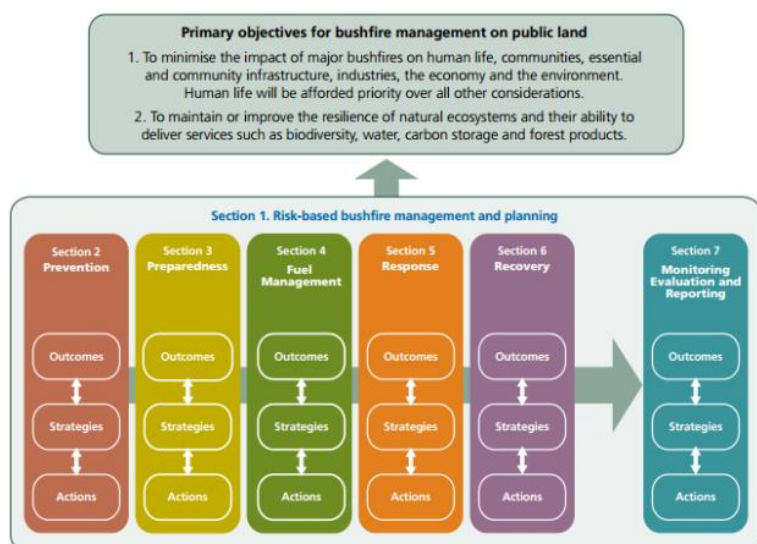 Primary objectives for bushfire management on public land
1. To minimise the impact of major bushfires on human life, communities, essential
and community infrastructure, industries, the economy and the environment.
Human life will be afforded priority over all other considerations.
2. To maintain or improve the resilience of natural ecosystems and their ability to
deliver services such as biodiversity, water, carbon storage and forest products.
Section 1. Risk-based bushfire management and planning
Section 2
Prevention
Outcomes
Strategies
Actions
Section 3
Preparedness
Outcomes
Strategies
Actions
Section 4
Fuel
Management
Outcomes
Strategies
Actions
Section 5
Response
Outcomes
Strategies
Actions
Section 6
Recovery
Outcomes
Strategies
Actions
Section 7
Monitoring
Evaluation and
Reporting
Outcomes
Strategies
Actions